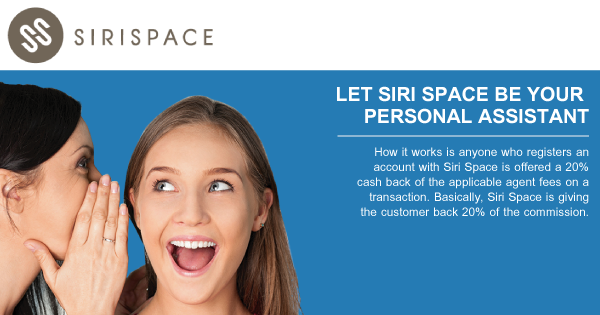 SIRISPACE
LET SIRI SPACE BE YOUR
PERSONAL ASSISTANT
How it works is anyone who registers an
account with Siri Space is offered a 20%
cash back of the applicable agent fees on a
transaction. Basically, Siri Space is giving
the customer back 20% of the commission.